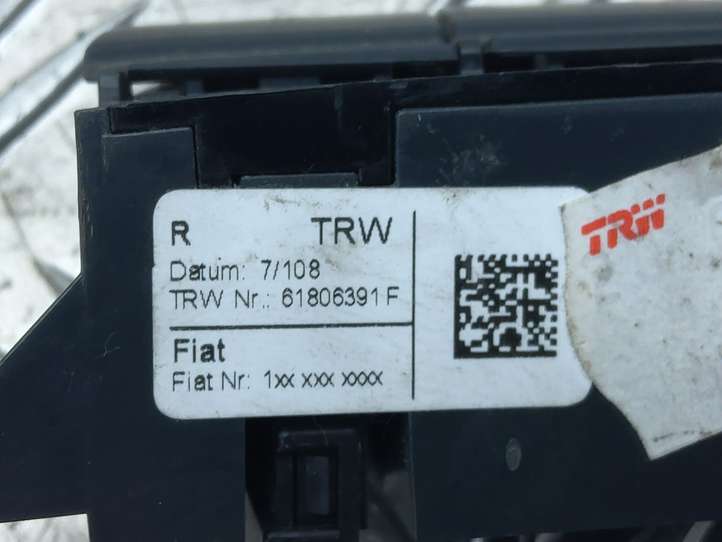 R TRW
Datum: 7/108
TRW Nr.: 61806391 F
Fiat
Fiat Nr: 1xx xxx xxxx
TRW